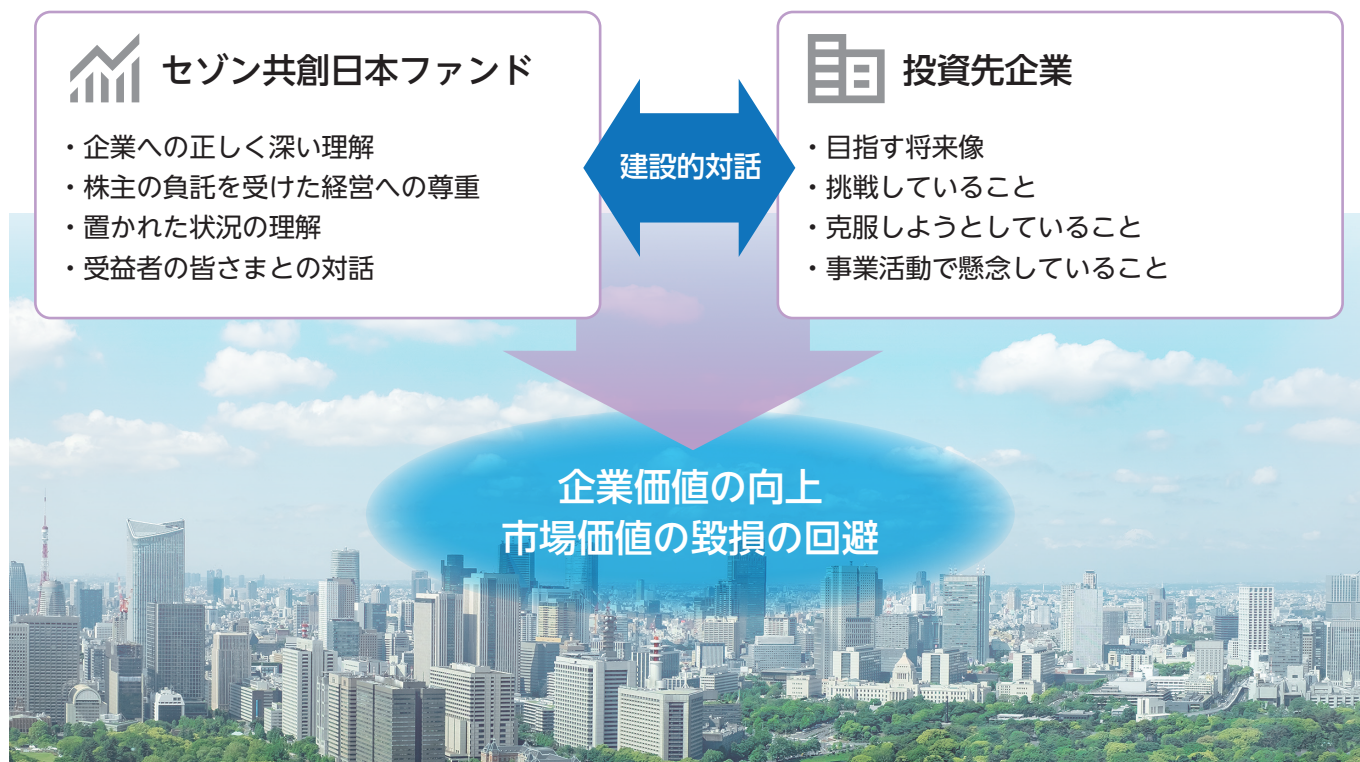 セゾン共創日本ファンド
・企業への正しく深い理解
・株主の負託を受けた経営への尊重
・置かれた状況の理解
・受益者の皆さまとの対話
建設的対話
投資先企業
・目指す将来像
・挑戦していること
・克服しようとしていること
・事業活動で懸念していること
企業価値の向上
市場価値の毀損の回避